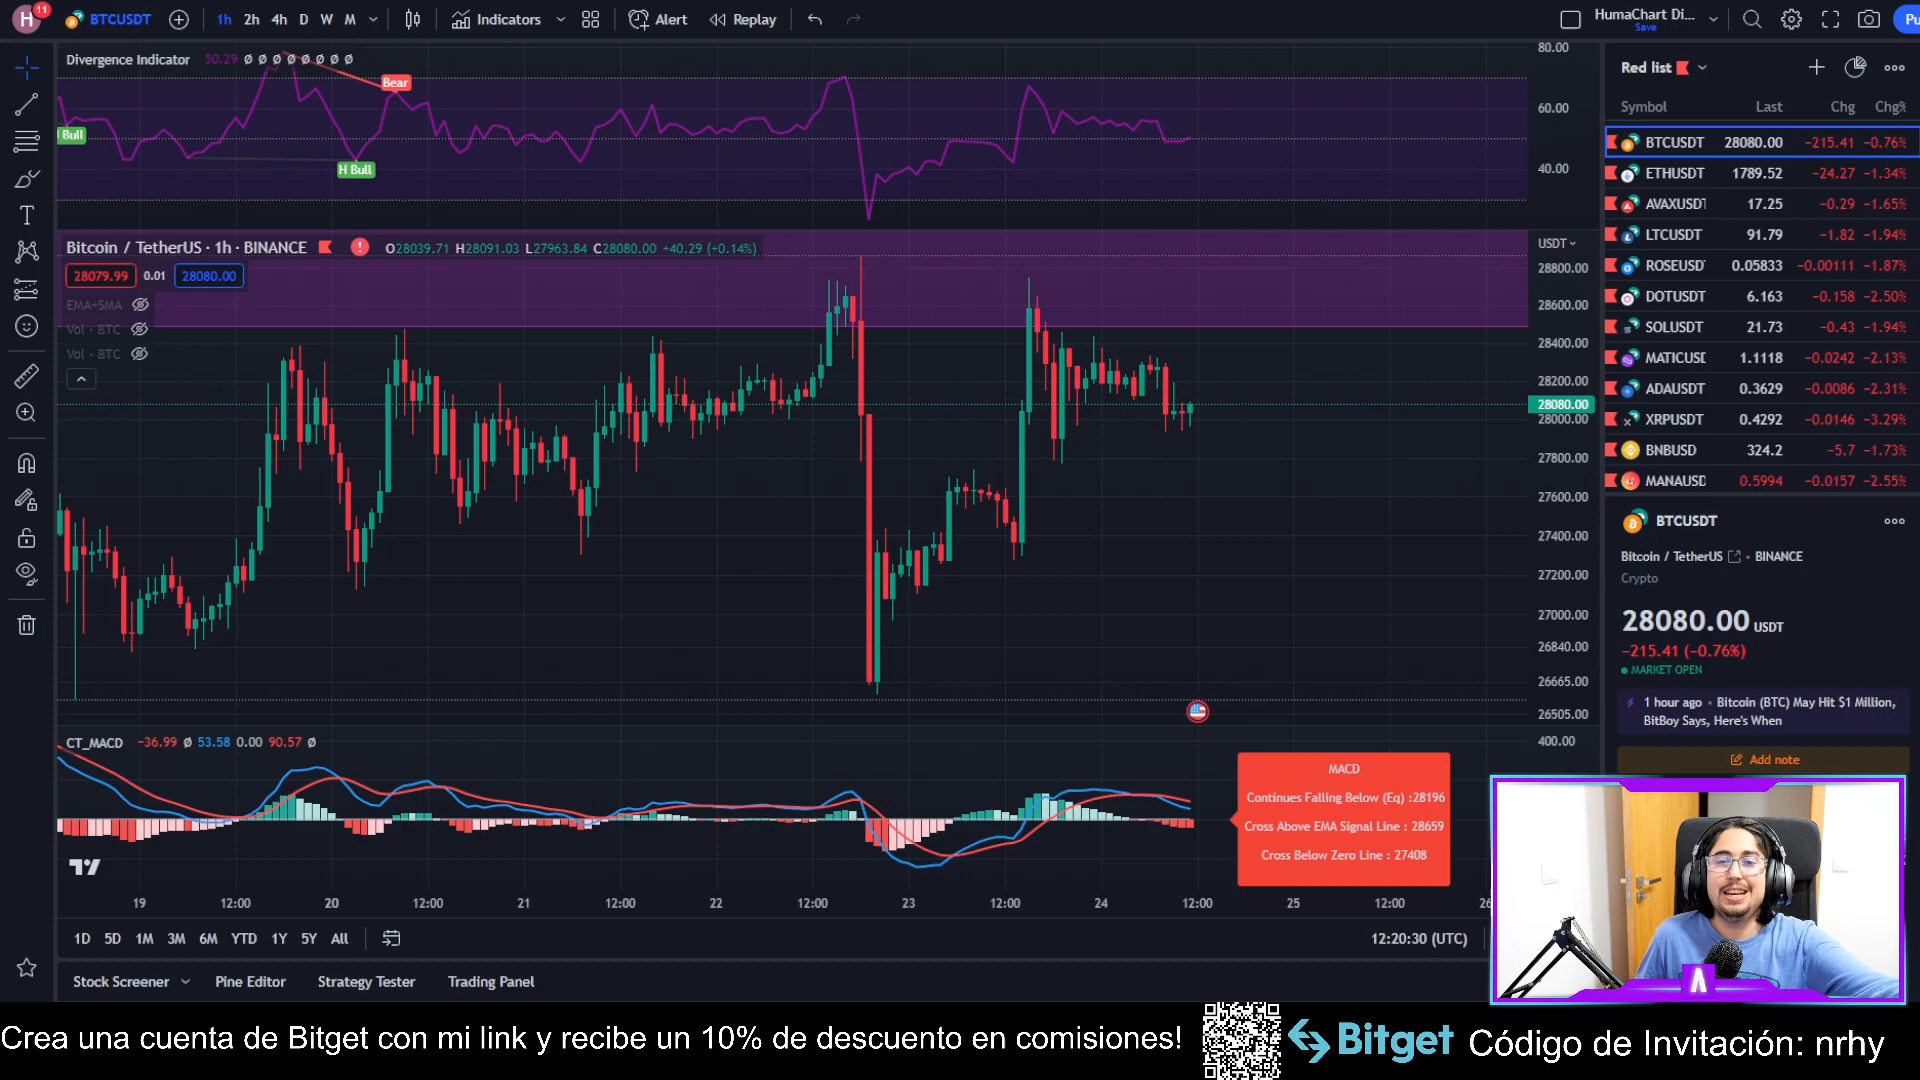 H
11
BTCUSDT
1h
2h
4h
D
W
M
Indicators
Alert
Replay
HumaChart Di...
Save
Pu
Divergence Indicator 50.29 Ø Ø Ø Ø Ø Ø Ø Ø
Bear
Bull
H Bull
80.00
60.00
40.00
Bitcoin / TetherUS · 1h · BINANCE
O28039.71 H28091.03 L27963.84 C28080.00 +40.29 (+0.14%)
28079.99 0.01 28080.00
EMA+SMA
Vol · BTC
Vol · BTC
USDT
28800.00
28600.00
28400.00
28200.00
28080.00
28000.00
27800.00
27600.00
27400.00
27200.00
27000.00
26840.00
26665.00
26505.00
400.00
CT_MACD −36.99 Ø 53.58 0.00 90.57 Ø
MACD
Continues Falling Below (Eq) :28196
Cross Above EMA Signal Line : 28659
Cross Below Zero Line : 27408
19 12:00 20 12:00 21 12:00 22 12:00 23 12:00 24 12:00 25 12:00 26
1D 5D 1M 3M 6M YTD 1Y 5Y All
12:20:30 (UTC)
Stock Screener Pine Editor Strategy Tester Trading Panel
Red list
Symbol Last Chg Chg%
BTCUSDT 28080.00 −215.41 −0.76%
ETHUSDT 1789.52 −24.27 −1.34%
AVAXUSDT 17.25 −0.29 −1.65%
LTCUSDT 91.79 −1.82 −1.94%
ROSEUSD 0.05833 −0.00111 −1.87%
DOTUSDT 6.163 −0.158 −2.50%
SOLUSDT 21.73 −0.43 −1.94%
MATICUSD 1.1118 −0.0242 −2.13%
ADAUSDT 0.3629 −0.0086 −2.31%
XRPUSDT 0.4292 −0.0146 −3.29%
BNBUSD 324.2 −5.7 −1.73%
MANAUSD 0.5994 −0.0157 −2.55%
BTCUSDT
Bitcoin / TetherUS · BINANCE
Crypto
28080.00 USDT
−215.41 (−0.76%)
MARKET OPEN
1 hour ago · Bitcoin (BTC) May Hit $1 Million,
BitBoy Says, Here's When
Add note
Crea una cuenta de Bitget con mi link y recibe un 10% de descuento en comisiones!
Bitget
Código de Invitación: nrhy